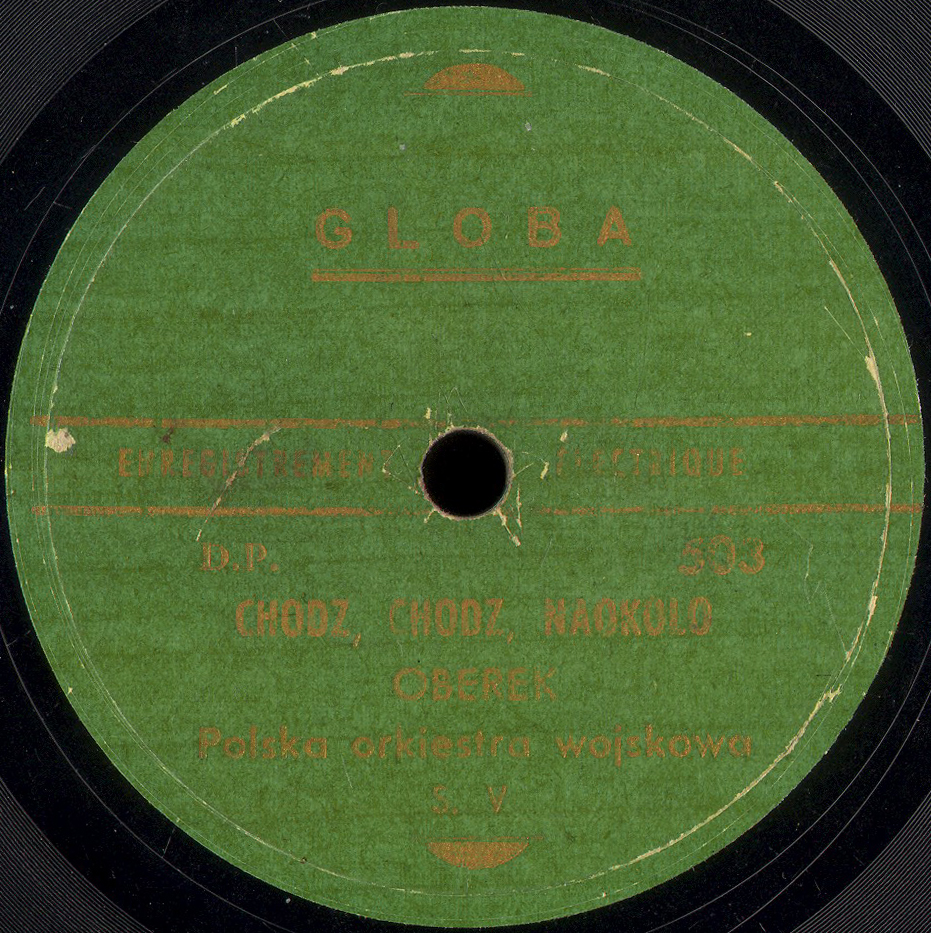 GLOBA
ENREGISTREMENT ELECTRIQUE
D.P. 503
CHODZ, CHODZ, NAOKOLO
OBEREK
Polska orkiestra wojskowa
S. V